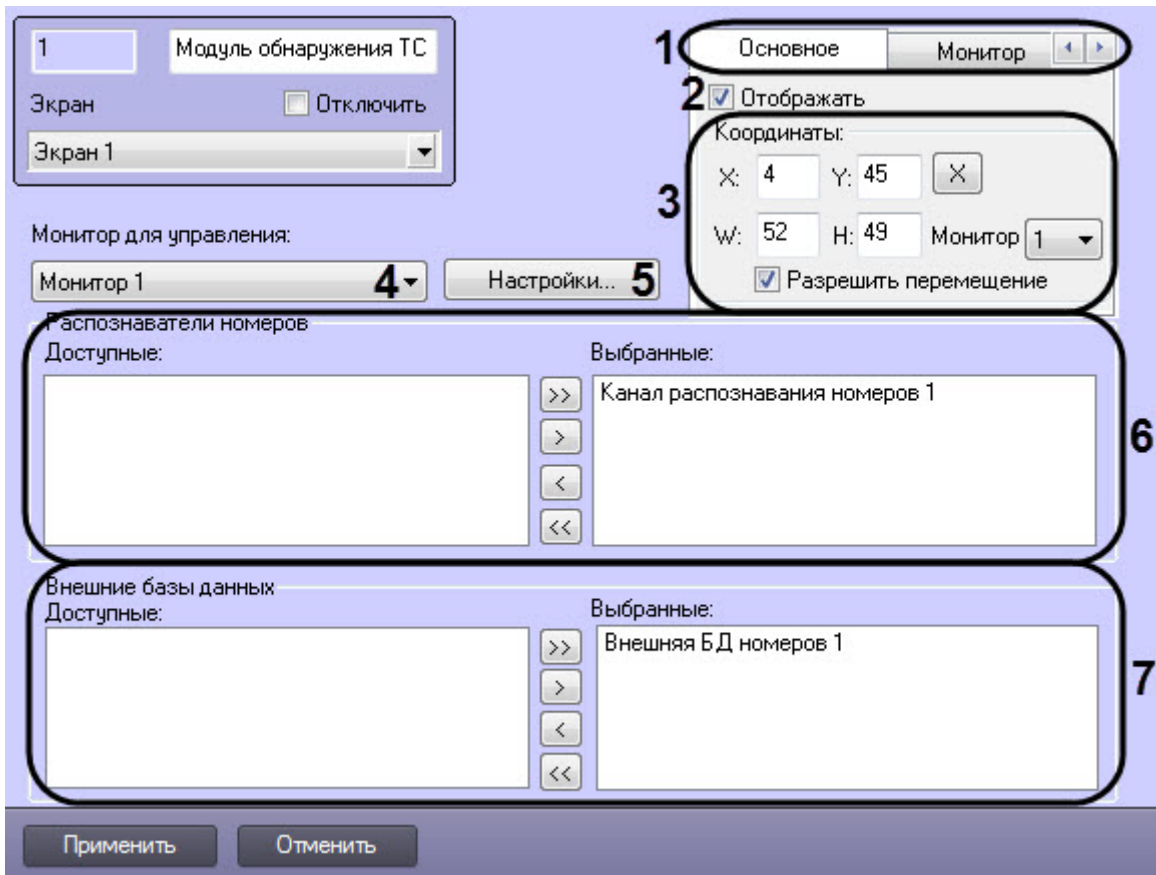 1 Модуль обнаружения ТС
Экран Отключить
Экран 1
1 Основное Монитор
2 Отображать
Координаты:
X: 4 Y: 45 X
3
W: 52 H: 49 Монитор 1
Разрешить перемещение
Монитор для управления:
Монитор 1 4 Настройки... 5
Распознаватели номеров
Доступные: Выбранные:
>> Канал распознавания номеров 1
>
6
<
<<
Внешние базы данных
Доступные: Выбранные:
>> Внешняя БД номеров 1
>
7
<
<<
Применить Отменить